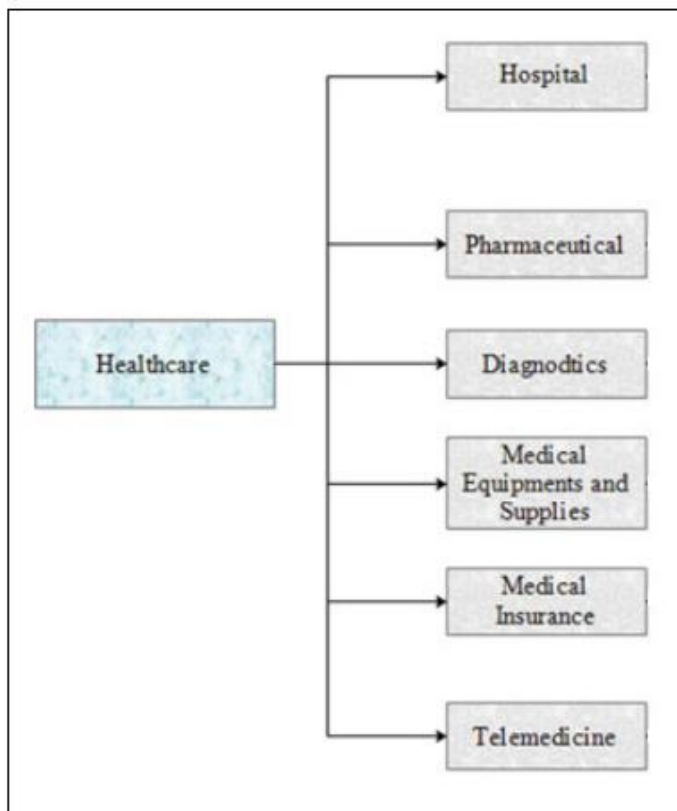 Hospital
Pharmaceutical
Healthcare
Diagnodtics
Medical
Equipments and
Supplies
Medical
Insurance
Telemedicine